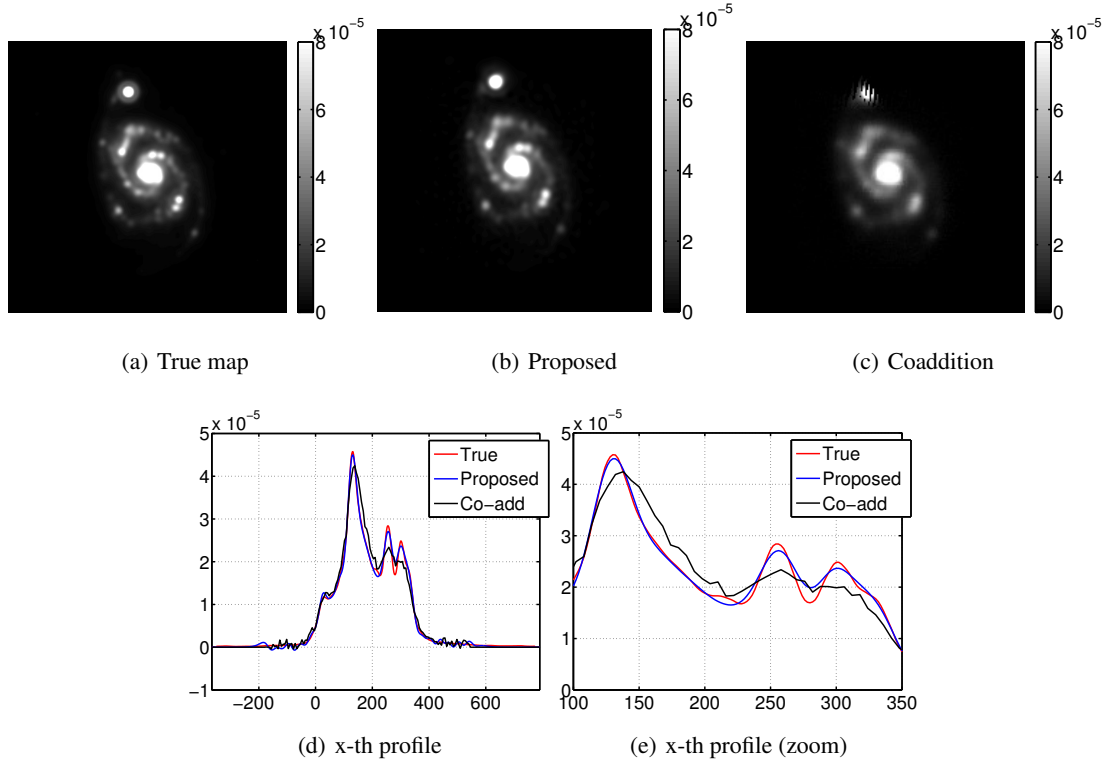 x 10⁻⁵
8
6
4
2
0
(a) True map
x 10⁻⁵
8
6
4
2
0
(b) Proposed
x 10⁻⁵
8
6
4
2
0
(c) Coaddition
x 10⁻⁵
5
4
3
2
1
0
−1
−200 0 200 400 600
True
Proposed
Co−add
(d) x-th profile
x 10⁻⁵
5
4
3
2
1
0
100 150 200 250 300 350
True
Proposed
Co−add
(e) x-th profile (zoom)